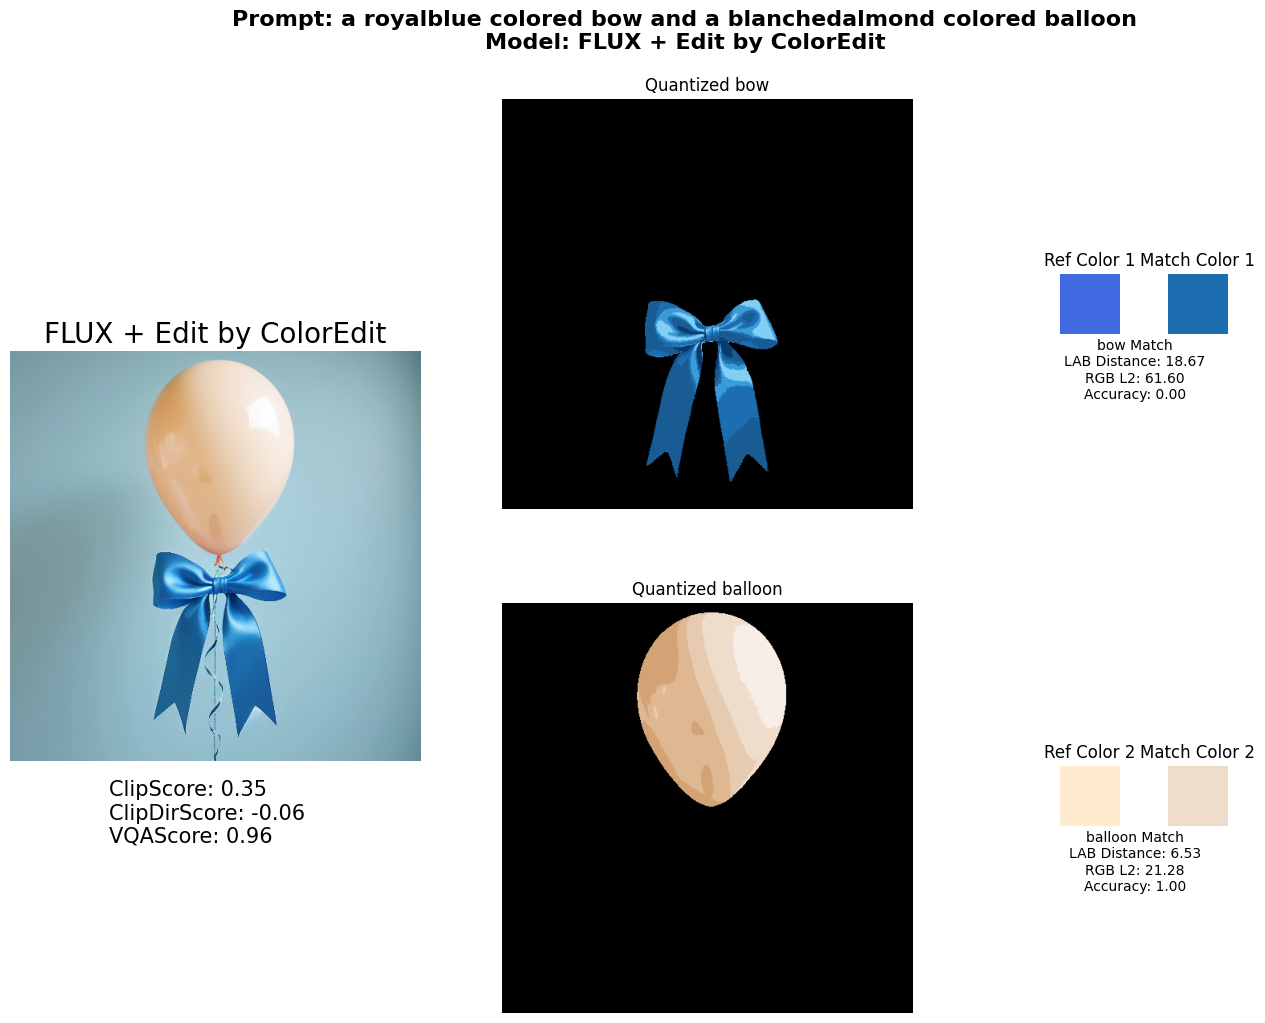 Prompt: a royalblue colored bow and a blanchedalmond colored balloon
Model: FLUX + Edit by ColorEdit
FLUX + Edit by ColorEdit
ClipScore: 0.35
ClipDirScore: -0.06
VQAScore: 0.96
Quantized bow
Ref Color 1 Match Color 1
bow Match
LAB Distance: 18.67
RGB L2: 61.60
Accuracy: 0.00
Quantized balloon
Ref Color 2 Match Color 2
balloon Match
LAB Distance: 6.53
RGB L2: 21.28
Accuracy: 1.00